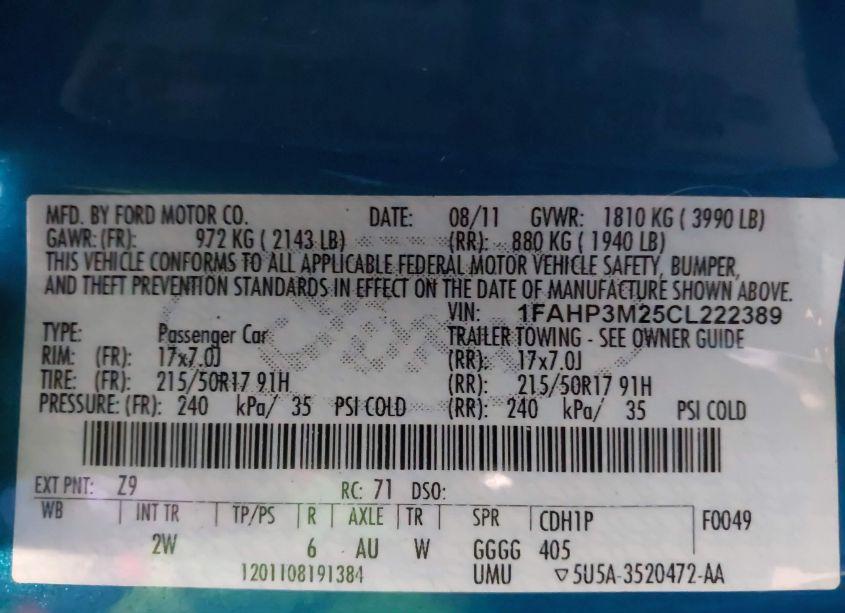 MFD. BY FORD MOTOR CO. DATE: 08/11 GVWR: 1810 KG ( 3990 LB)
GAWR: (FR): 972 KG ( 2143 LB) (RR): 880 KG ( 1940 LB)
THIS VEHICLE CONFORMS TO ALL APPLICABLE FEDERAL MOTOR VEHICLE SAFETY, BUMPER,
AND THEFT PREVENTION STANDARDS IN EFFECT ON THE DATE OF MANUFACTURE SHOWN ABOVE.
VIN: 1FAHP3M25CL222389
TYPE: Passenger Car TRAILER TOWING - SEE OWNER GUIDE
RIM: (FR): 17x7.0J (RR): 17x7.0J
TIRE: (FR): 215/50R17 91H (RR): 215/50R17 91H
PRESSURE: (FR): 240 kPa/ 35 PSI COLD (RR): 240 kPa/ 35 PSI COLD
EXT PNT: Z9 RC: 71 DSO:
WB INT TR TP/PS R AXLE TR SPR CDH1P F0049
2W 6 AU W GGGG 405
1201108191384 UMU ▽5U5A-3520472-AA